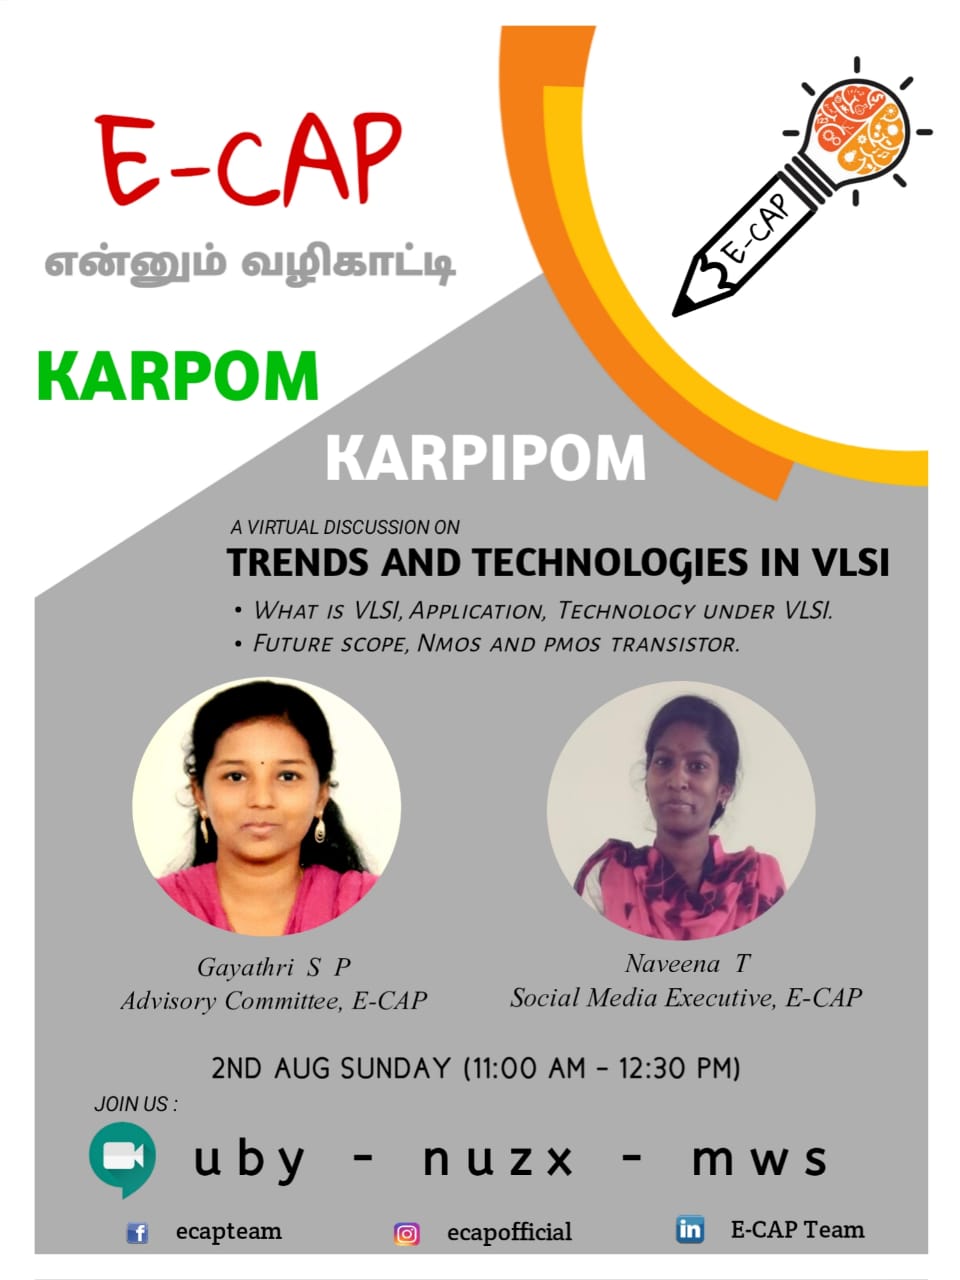 E-CAP
E-CAP
என்னும் வழிகாட்டி
KARPOM
KARPIPOM
A VIRTUAL DISCUSSION ON
TRENDS AND TECHNOLOGIES IN VLSI
• WHAT IS VLSI, APPLICATION, TECHNOLOGY UNDER VLSI.
• FUTURE SCOPE, NMOS AND PMOS TRANSISTOR.
Gayathri S P
Advisory Committee, E-CAP
Naveena T
Social Media Executive, E-CAP
2ND AUG SUNDAY (11:00 AM - 12:30 PM)
JOIN US :
uby - nuzx - mws
ecapteam
ecapofficial
E-CAP Team